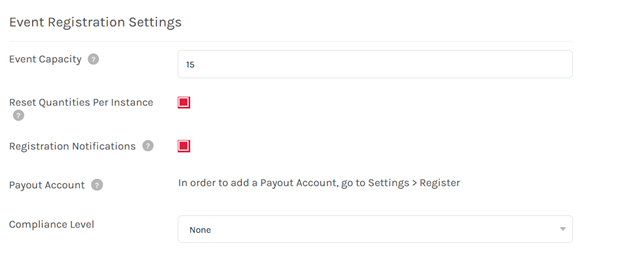 Event Registration Settings
Event Capacity ?
15
Reset Quantities Per Instance
?
Registration Notifications ?
Payout Account ?
In order to add a Payout Account, go to Settings > Register
Compliance Level
None